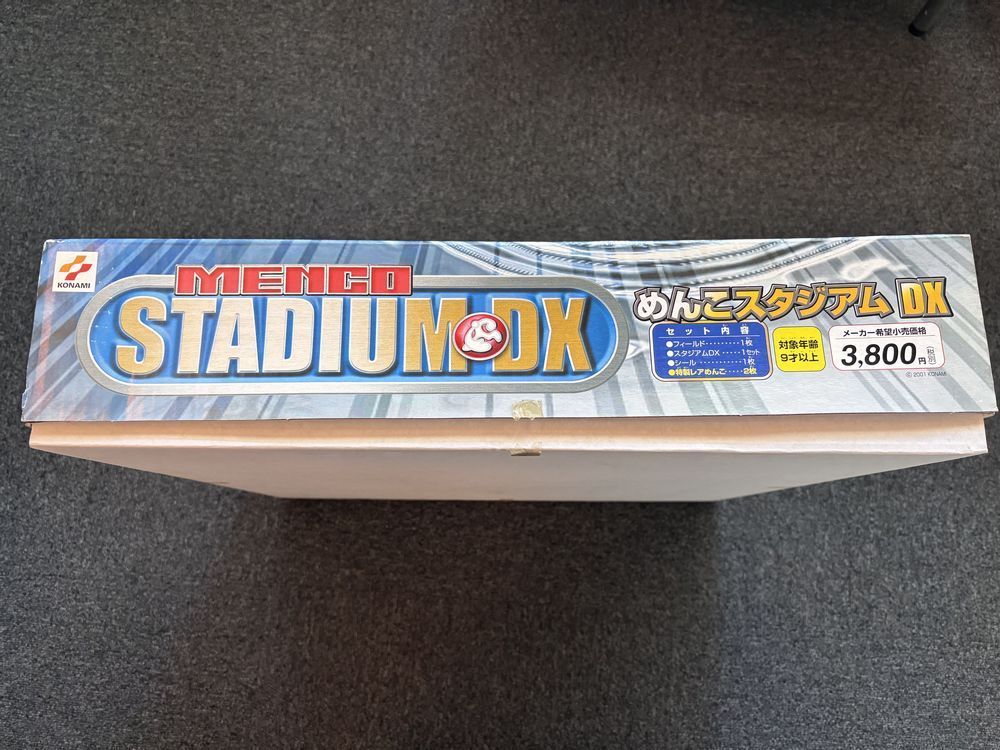 KONAMI
MENCO
STADIUM DX
めんこスタジアム DX
セット内容
●フィールド・・・・・・・・・1枚
●スタジアムDX・・・・・1セット
●シール・・・・・・・・・・・・1枚
●特製レアめんこ・・・・・2枚
対象年齢
9才以上
メーカー希望小売価格
3,800円(税別)
© 2001 KONAMI